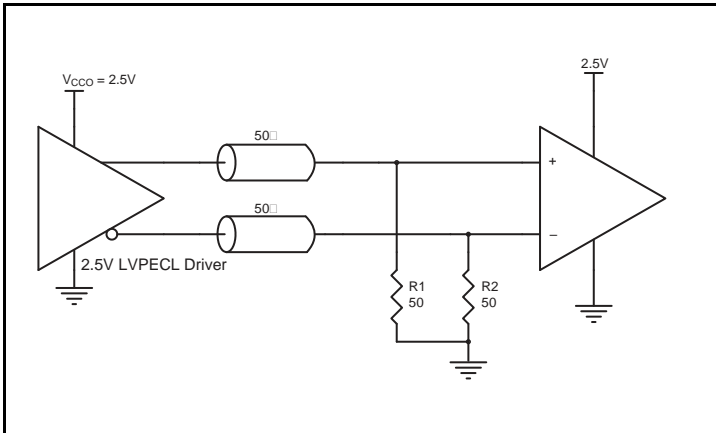 2.5V
V_CCO = 2.5V
50□
+
50□
–
2.5V LVPECL Driver
R1
50
R2
50